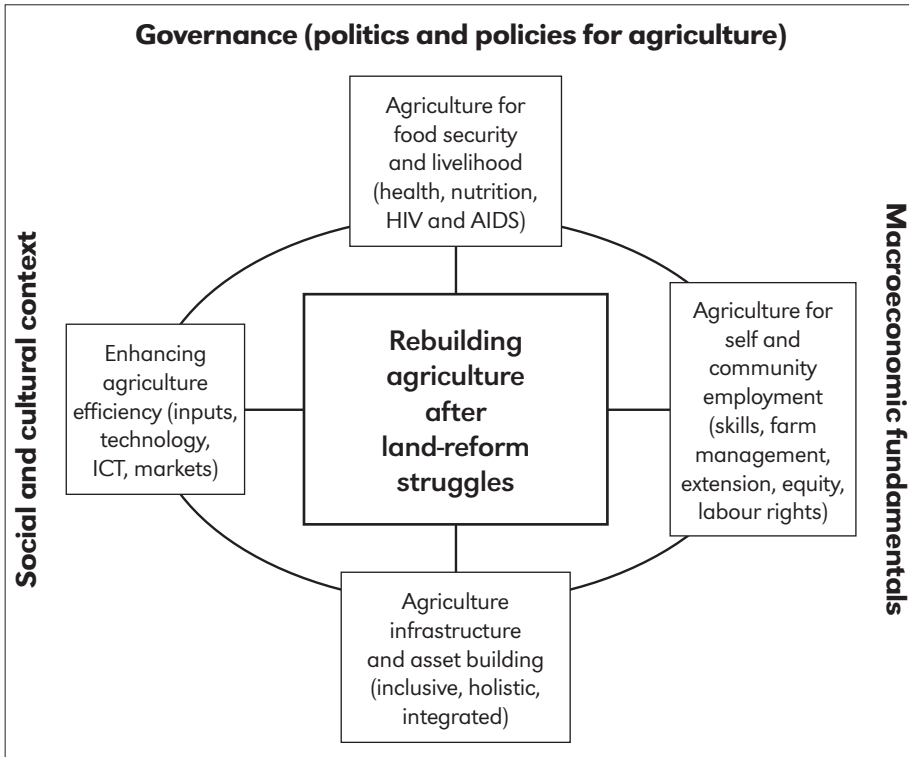 Governance (politics and policies for agriculture)
Agriculture for
food security
and livelihood
(health, nutrition,
HIV and AIDS)
Social and cultural context
Enhancing
agriculture
efficiency (inputs,
technology,
ICT, markets)
Rebuilding
agriculture
after
land-reform
struggles
Agriculture for
self and
community
employment
(skills, farm
management,
extension, equity,
labour rights)
Macroeconomic fundamentals
Agriculture
infrastructure
and asset building
(inclusive, holistic,
integrated)